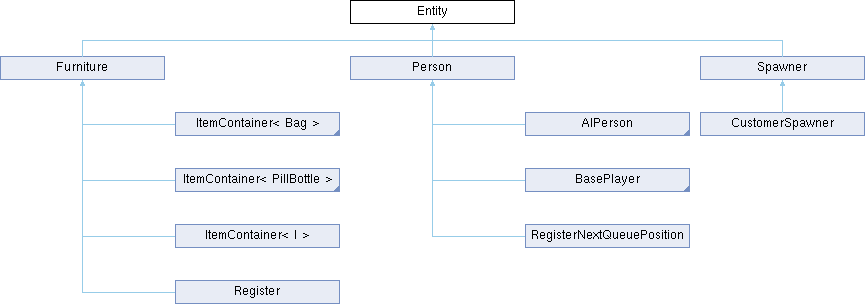 Entity
Furniture
Person
Spawner
ItemContainer< Bag >
AIPerson
CustomerSpawner
ItemContainer< PillBottle >
BasePlayer
ItemContainer< I >
RegisterNextQueuePosition
Register